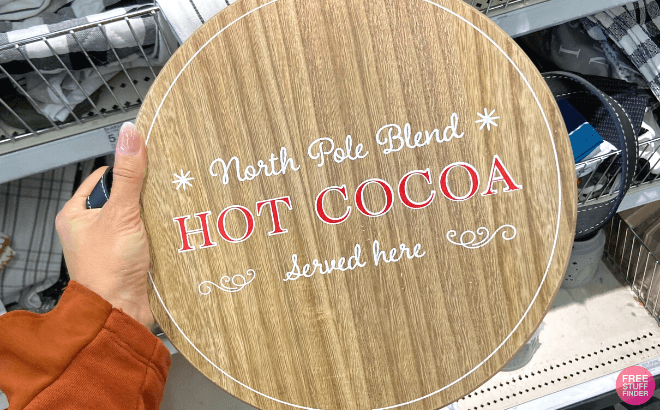 North Pole Blend
HOT COCOA
Served here
FREE
STUFF
FINDER